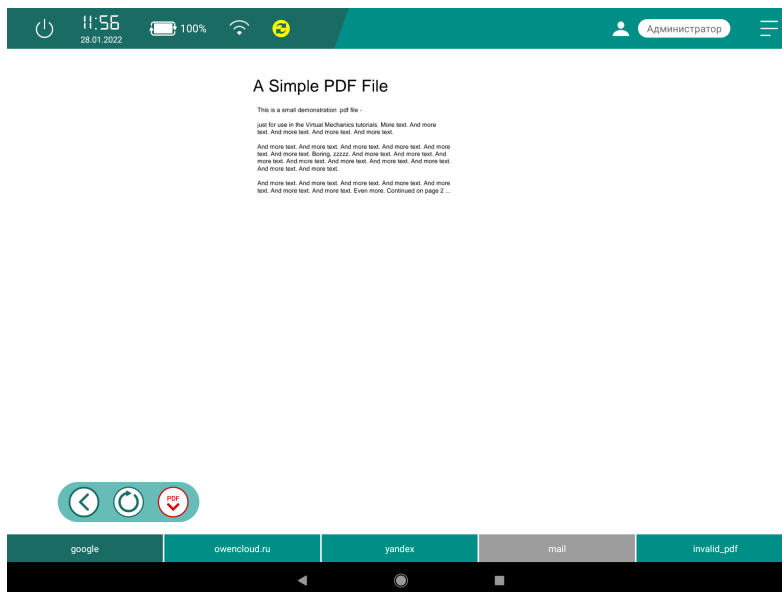 11:56
28.01.2022
100%
Администратор
A Simple PDF File
This is a small demonstration .pdf file -
just for use in the Virtual Mechanics tutorials. More text. And more
text. And more text. And more text. And more text.
And more text. And more text. And more text. And more text. And more
text. And more text. Boring, zzzzz. And more text. And more text. And
more text. And more text. And more text. And more text. And more text.
And more text. And more text.
And more text. And more text. And more text. And more text. And more
text. And more text. And more text. Even more. Continued on page 2 ...
PDF
google
owencloud.ru
yandex
mail
invalid_pdf